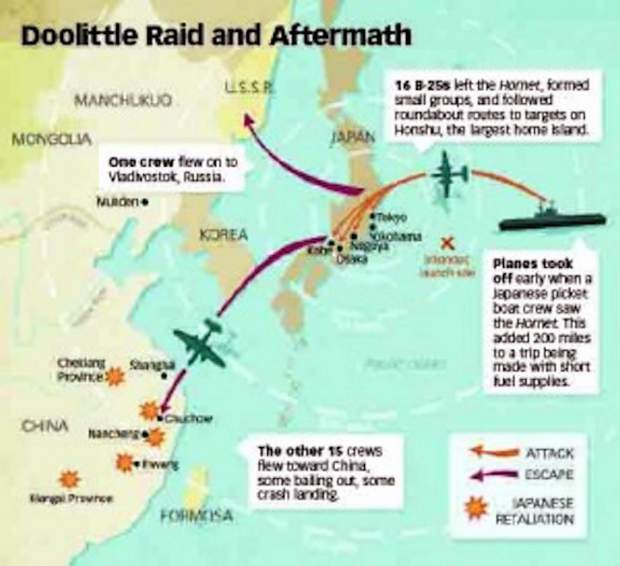 Doolittle Raid and Aftermath
U.S.S.R.
MANCHUKUO
MONGOLIA
16 B-25s left the Hornet, formed
small groups, and followed
roundabout routes to targets on
Honshu, the largest home island.
JAPAN
One crew flew on to
Vladivostok, Russia.
Mukden
KOREA
Tokyo
Yokohama
Nagoya
Kobe
Osaka
Intended
launch site
Planes took
off early when a
Japanese picket
boat crew saw
the Hornet. This
added 200 miles
to a trip being
made with short
fuel supplies.
Pacific Ocean
Chekiang
Province
Shanghai
Chuchow
CHINA
Nancheng
Kiangsi Province
FORMOSA
The other 15 crews
flew toward China,
some bailing out, some
crash landing.
ATTACK
ESCAPE
JAPANESE
RETALIATION